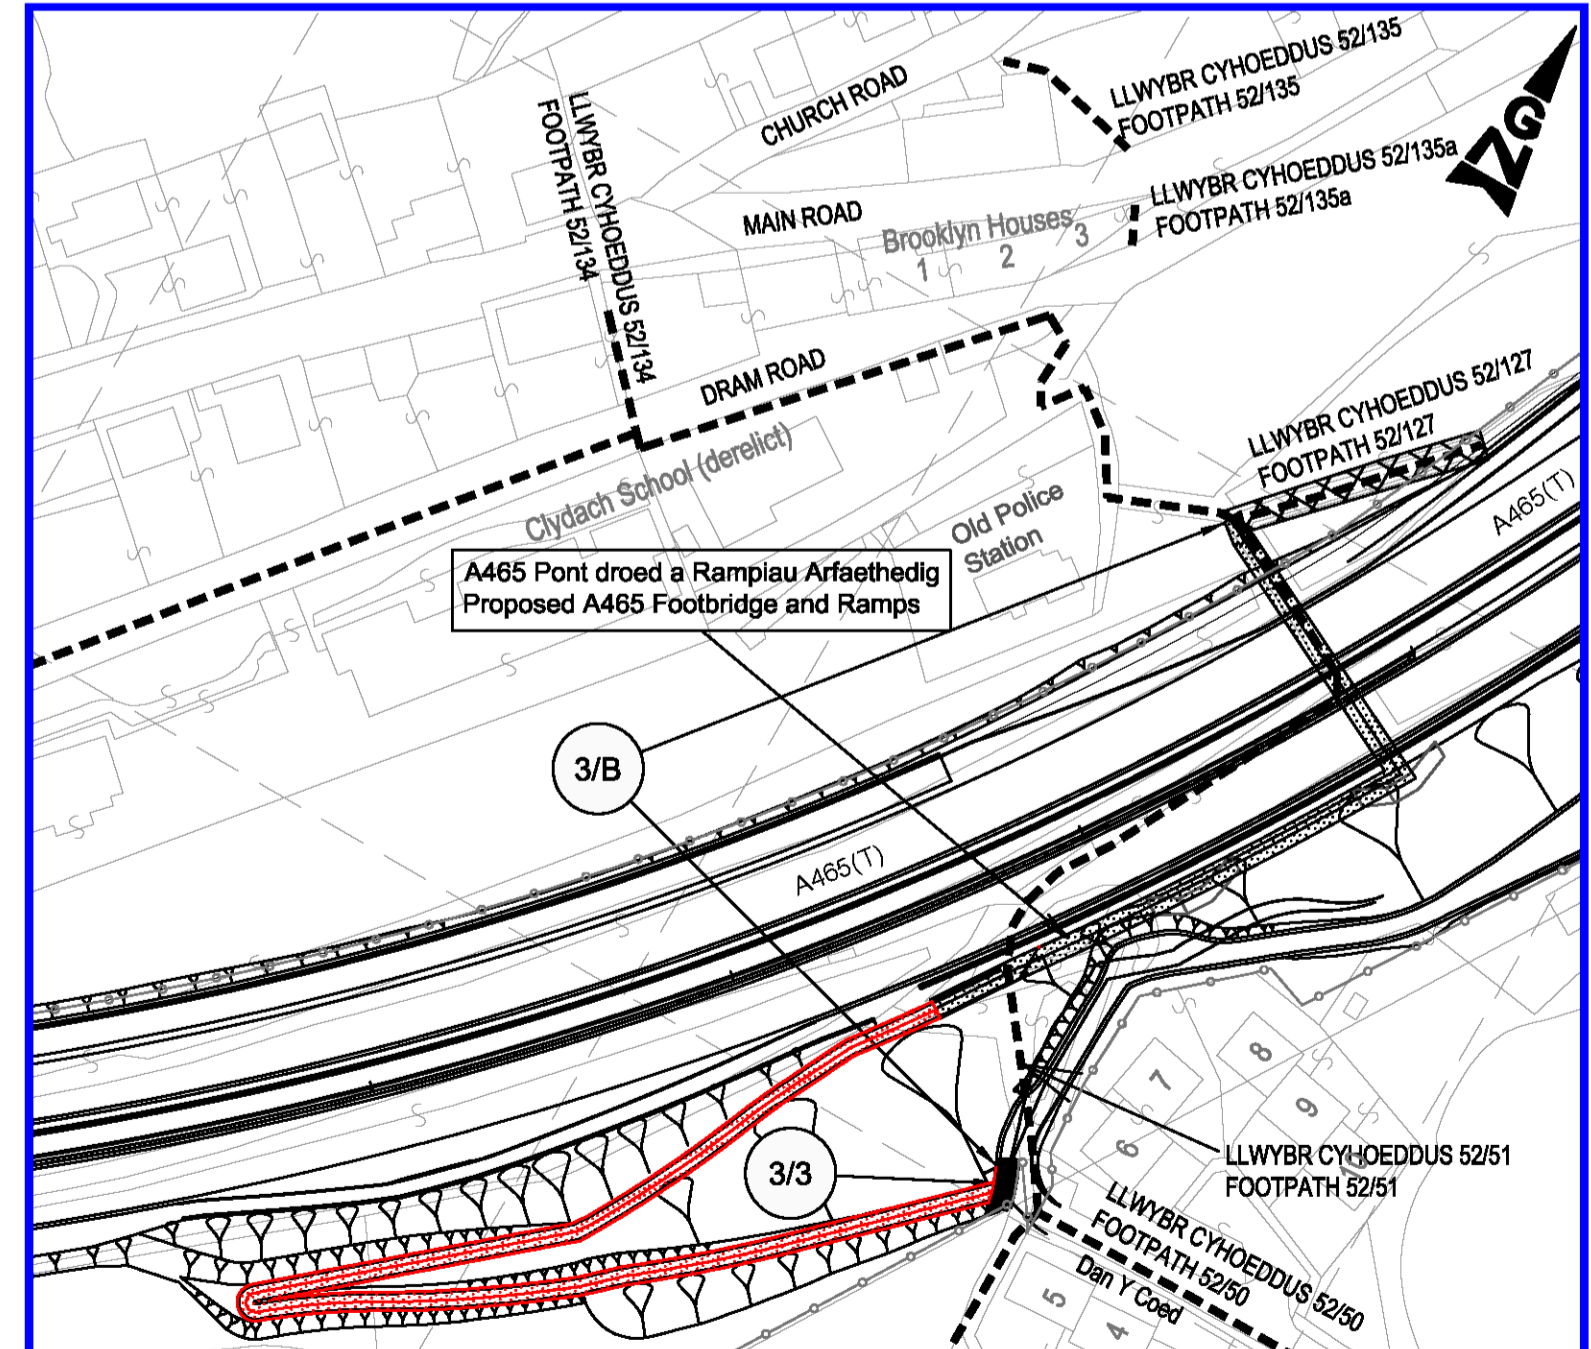 LLWYBR CYHOEDDUS 52/135
FOOTPATH 52/135
CHURCH ROAD
LLWYBR CYHOEDDUS 52/134
FOOTPATH 52/134
LLWYBR CYHOEDDUS 52/135a
FOOTPATH 52/135a
MAIN ROAD
Brooklyn Houses
1
2
3
DRAM ROAD
LLWYBR CYHOEDDUS 52/127
FOOTPATH 52/127
Clydach School (derelict)
Old Police
Station
A465(T)
A465 Pont droed a Rampiau Arfaethedig
Proposed A465 Footbridge and Ramps
3/B
A465(T)
8
7
9
6
10
3/3
LLWYBR CYHOEDDUS 52/51
FOOTPATH 52/51
LLWYBR CYHOEDDUS 52/50
FOOTPATH 52/50
Dan Y Coed
5
4